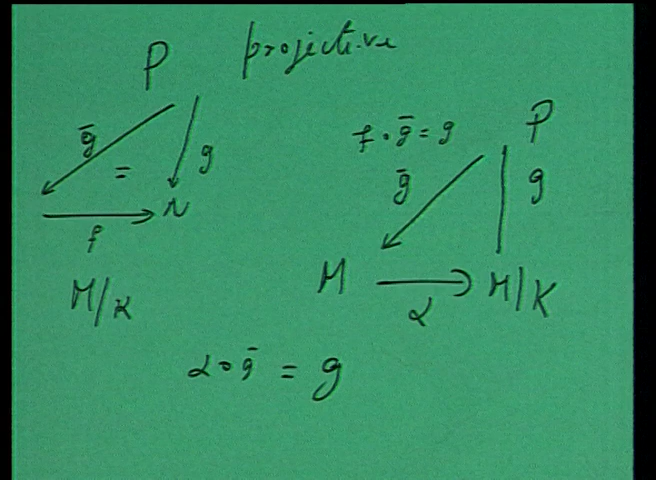 P projective
f ∘ ḡ = g P
ḡ = g
ḡ g
f N
M/K
M α M/K
α ∘ ḡ = g